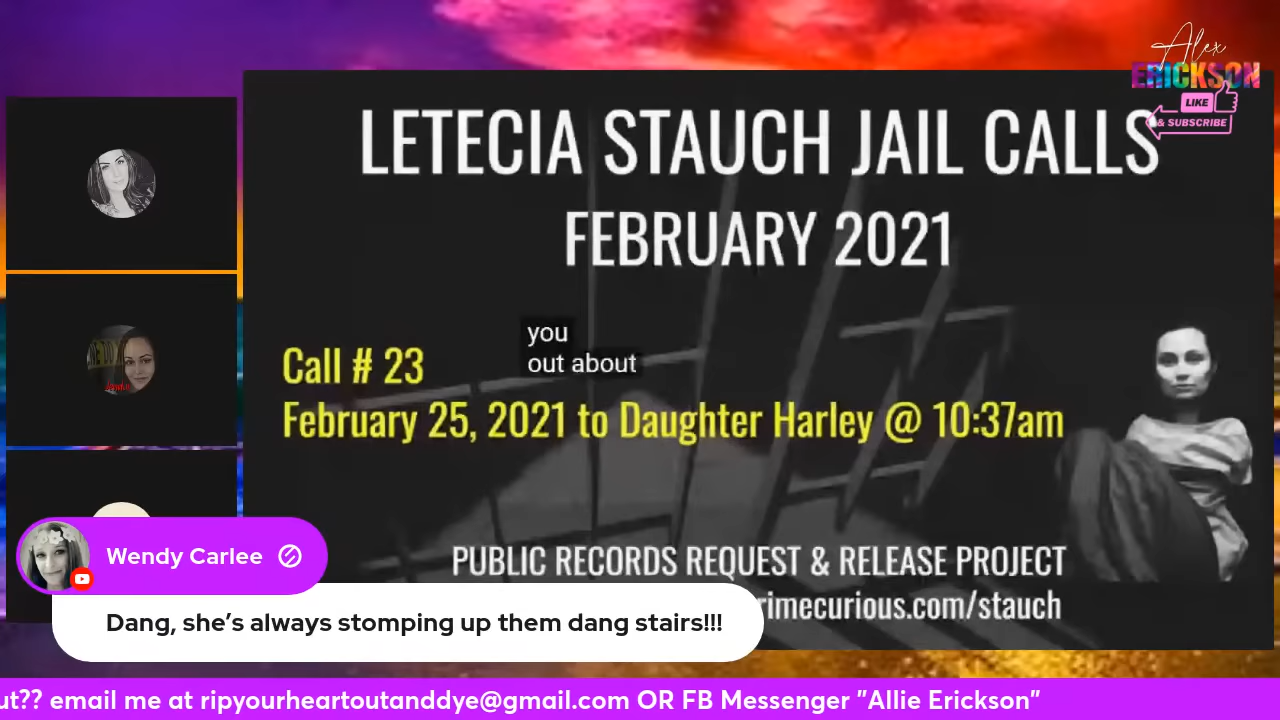 Alex
ERICKSON
LIKE
& SUBSCRIBE
LETECIA STAUCH JAIL CALLS
FEBRUARY 2021
you
out about
Call # 23
February 25, 2021 to Daughter Harley @ 10:37am
PUBLIC RECORDS REQUEST & RELEASE PROJECT
rimecurious.com/stauch
Wendy Carlee
Dang, she’s always stomping up them dang stairs!!!
ut?? email me at ripyourheartoutanddye@gmail.com OR FB Messenger "Allie Erickson"